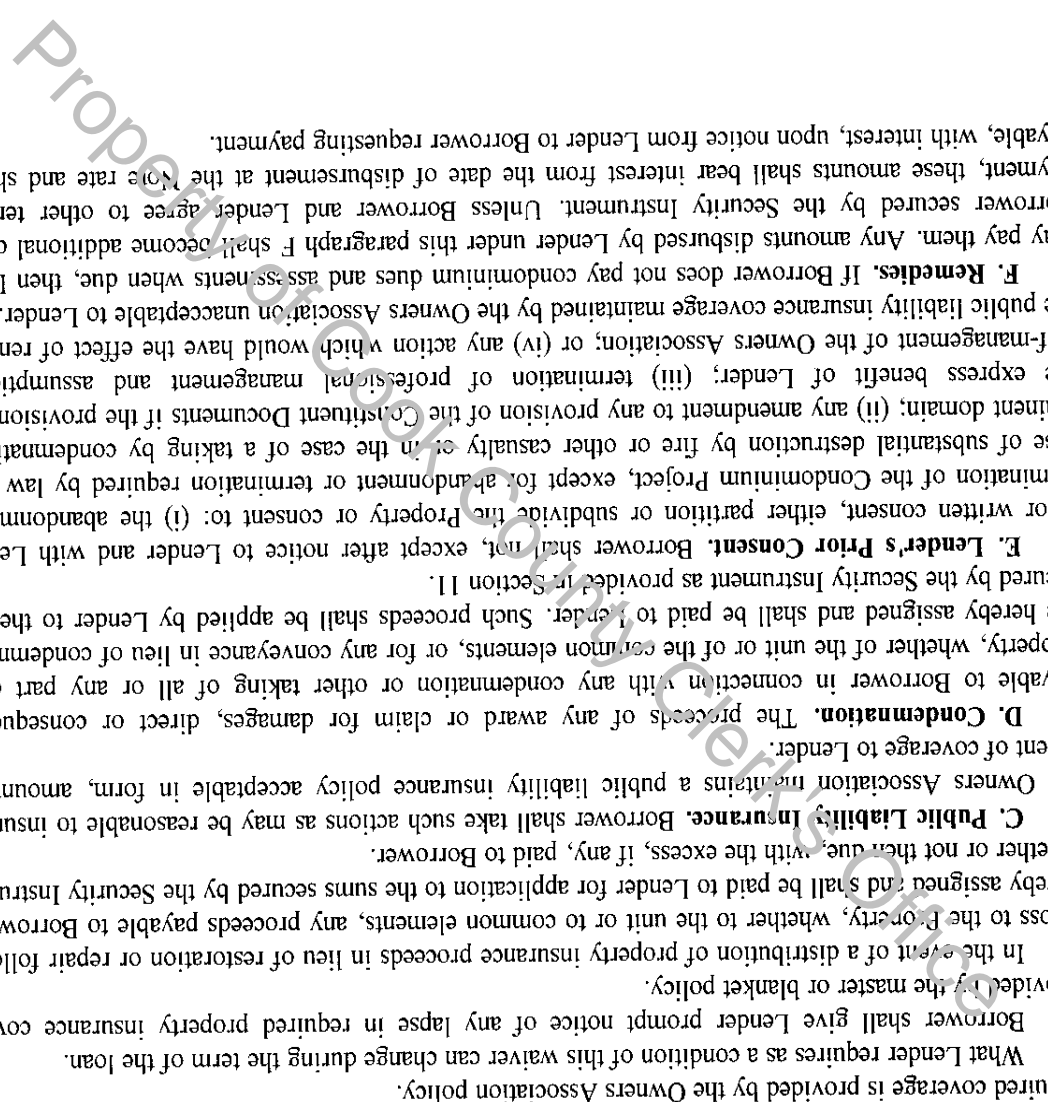 uired coverage is provided by the Owners Association policy.
What Lender requires as a condition of this waiver can change during the term of the loan.
Borrower shall give Lender prompt notice of any lapse in required property insurance cov
ovided by the master or blanket policy.
In the event of a distribution of property insurance proceeds in lieu of restoration or repair follo
oss to the Property, whether to the unit or to common elements, any proceeds payable to Borrow
reby assigned and shall be paid to Lender for application to the sums secured by the Security Instru
ether or not then due, with the excess, if any, paid to Borrower.
C. Public Liability Insurance. Borrower shall take such actions as may be reasonable to insur
Owners Association maintains a public liability insurance policy acceptable in form, amoun
ent of coverage to Lender.
D. Condemnation. The proceeds of any award or claim for damages, direct or consequ
yable to Borrower in connection with any condemnation or other taking of all or any part
operty, whether of the unit or of the common elements, or for any conveyance in lieu of condemn
hereby assigned and shall be paid to Lender. Such proceeds shall be applied by Lender to the
cured by the Security Instrument as provided in Section 11.
E. Lender's Prior Consent. Borrower shall not, except after notice to Lender and with Le
or written consent, either partition or subdivide the Property or consent to: (i) the abandonm
mination of the Condominium Project, except for abandonment or termination required by law
se of substantial destruction by fire or other casualty or in the case of a taking by condemnat
inent domain; (ii) any amendment to any provision of the Constituent Documents if the provision
e express benefit of Lender; (iii) termination of professional management and assumpti
f-management of the Owners Association; or (iv) any action which would have the effect of ren
e public liability insurance coverage maintained by the Owners Association unacceptable to Lender.
F. Remedies. If Borrower does not pay condominium dues and assessments when due, then L
ay pay them. Any amounts disbursed by Lender under this paragraph F shall become additional
rrower secured by the Security Instrument. Unless Borrower and Lender agree to other ter
yment, these amounts shall bear interest from the date of disbursement at the Note rate and sh
yable, with interest, upon notice from Lender to Borrower requesting payment.
Property of Cook County Clerk's Office